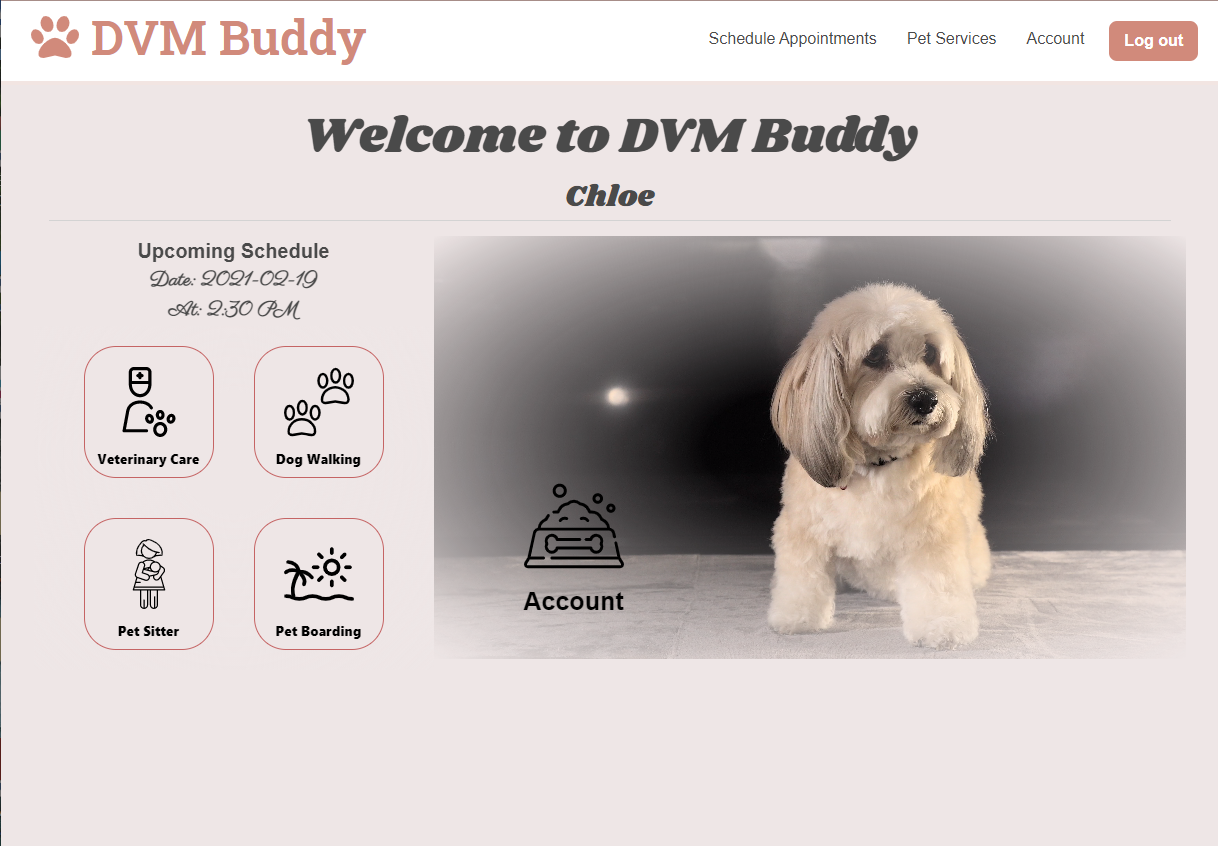 DVM Buddy
Schedule Appointments Pet Services Account Log out
Welcome to DVM Buddy
Chloe
Upcoming Schedule
Date: 2021-02-19
At: 2:30 PM
Veterinary Care
Dog Walking
Pet Sitter
Pet Boarding
Account